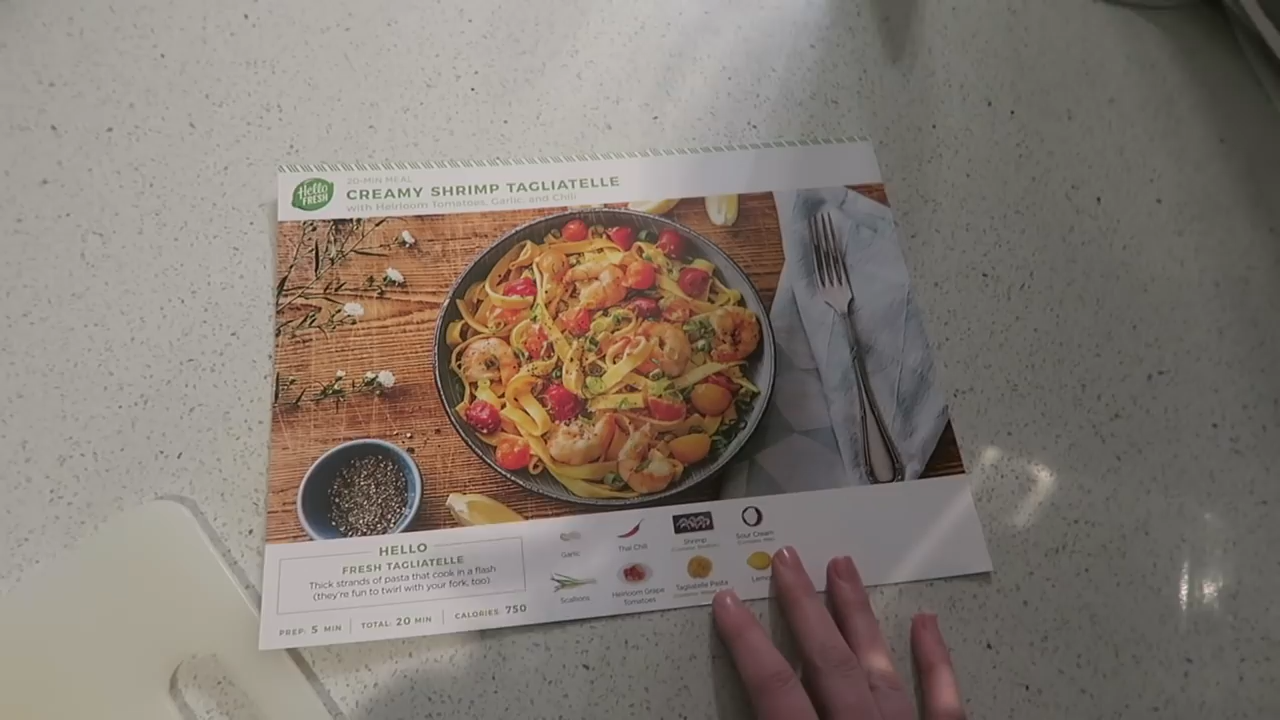 Hello
FRESH
20-MIN MEAL
CREAMY SHRIMP TAGLIATELLE
with Heirloom Tomatoes, Garlic, and Chili
HELLO
FRESH TAGLIATELLE
Thick strands of pasta that cook in a flash
(they're fun to twirl with your fork, too)
PREP: 5 MIN
TOTAL: 20 MIN
CALORIES: 750
Garlic
Thai Chili
Shrimp
Sour Cream
Scallions
Heirloom Grape
Tomatoes
Tagliatelle Pasta